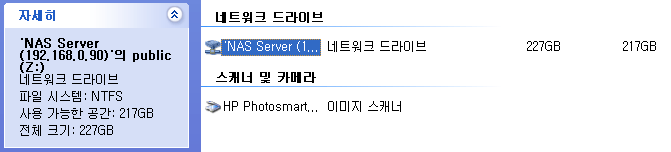 자세히
'NAS Server
(192,168,0,90)'의 public
(Z:)
네트워크 드라이브
파일 시스템: NTFS
사용 가능한 공간: 217GB
전체 크기: 227GB
네트워크 드라이브
'NAS Server (1... 네트워크 드라이브 227GB 217GB
스캐너 및 카메라
HP Photosmart... 이미지 스캐너